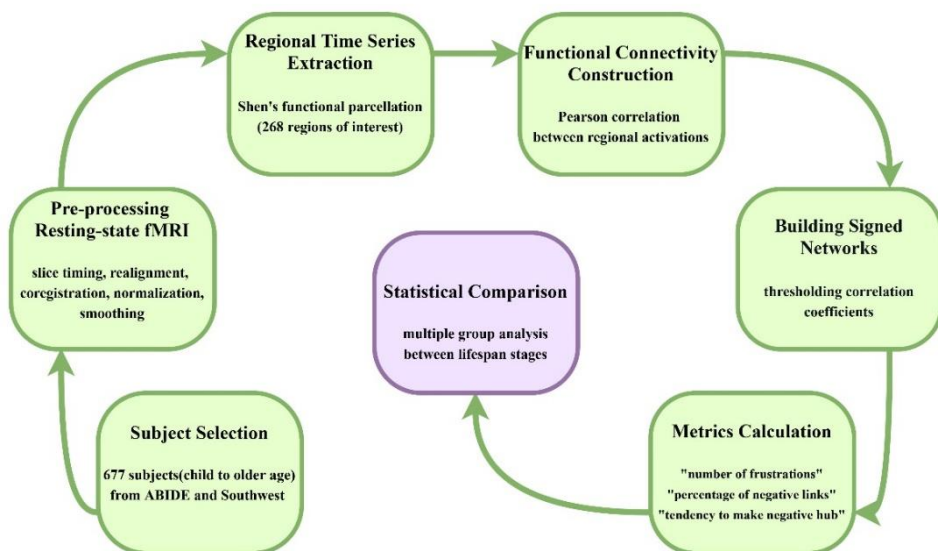 Subject Selection
677 subjects(child to older age)
from ABIDE and Southwest
Pre-processing
Resting-state fMRI
slice timing, realignment,
coregistration, normalization,
smoothing
Regional Time Series
Extraction
Shen's functional parcellation
(268 regions of interest)
Functional Connectivity
Construction
Pearson correlation
between regional activations
Building Signed
Networks
thresholding correlation
coefficients
Metrics Calculation
"number of frustrations"
"percentage of negative links"
"tendency to make negative hub"
Statistical Comparison
multiple group analysis
between lifespan stages